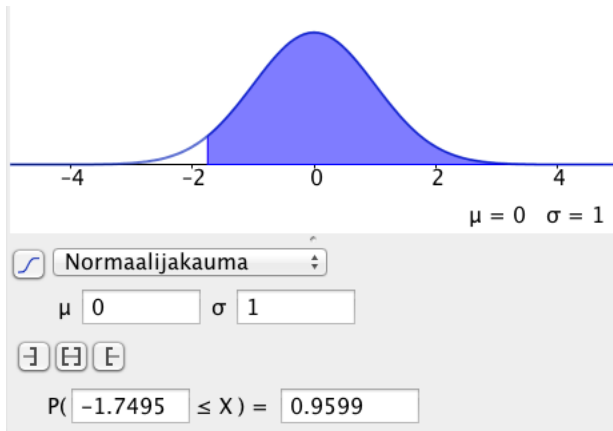 −4 −2 0 2 4
μ = 0 σ = 1
Normaalijakauma
μ 0 σ 1
P( −1.7495 ≤ X ) = 0.9599